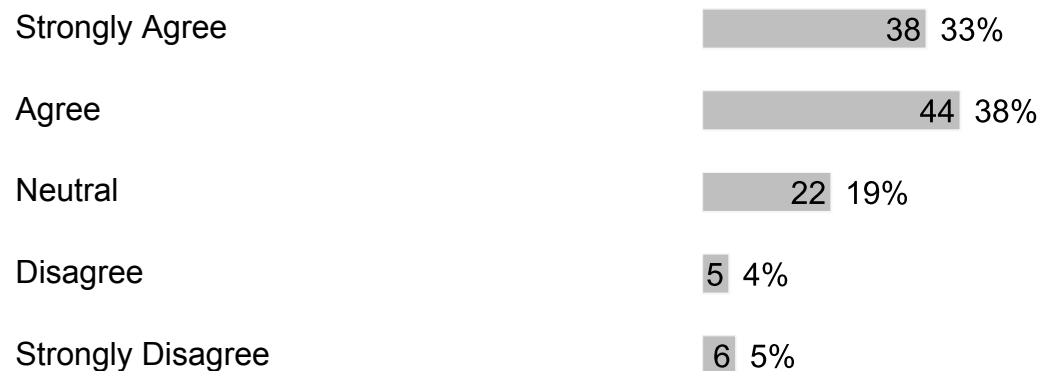 Strongly Agree 38 33%
Agree 44 38%
Neutral 22 19%
Disagree 5 4%
Strongly Disagree 6 5%